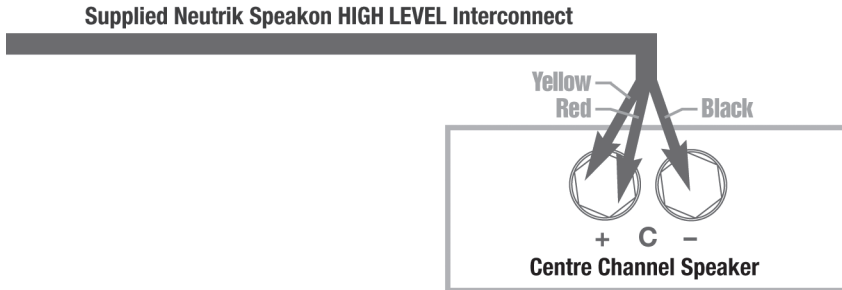 Supplied Neutrik Speakon HIGH LEVEL Interconnect
Yellow
Red
Black
+ C –
Centre Channel Speaker